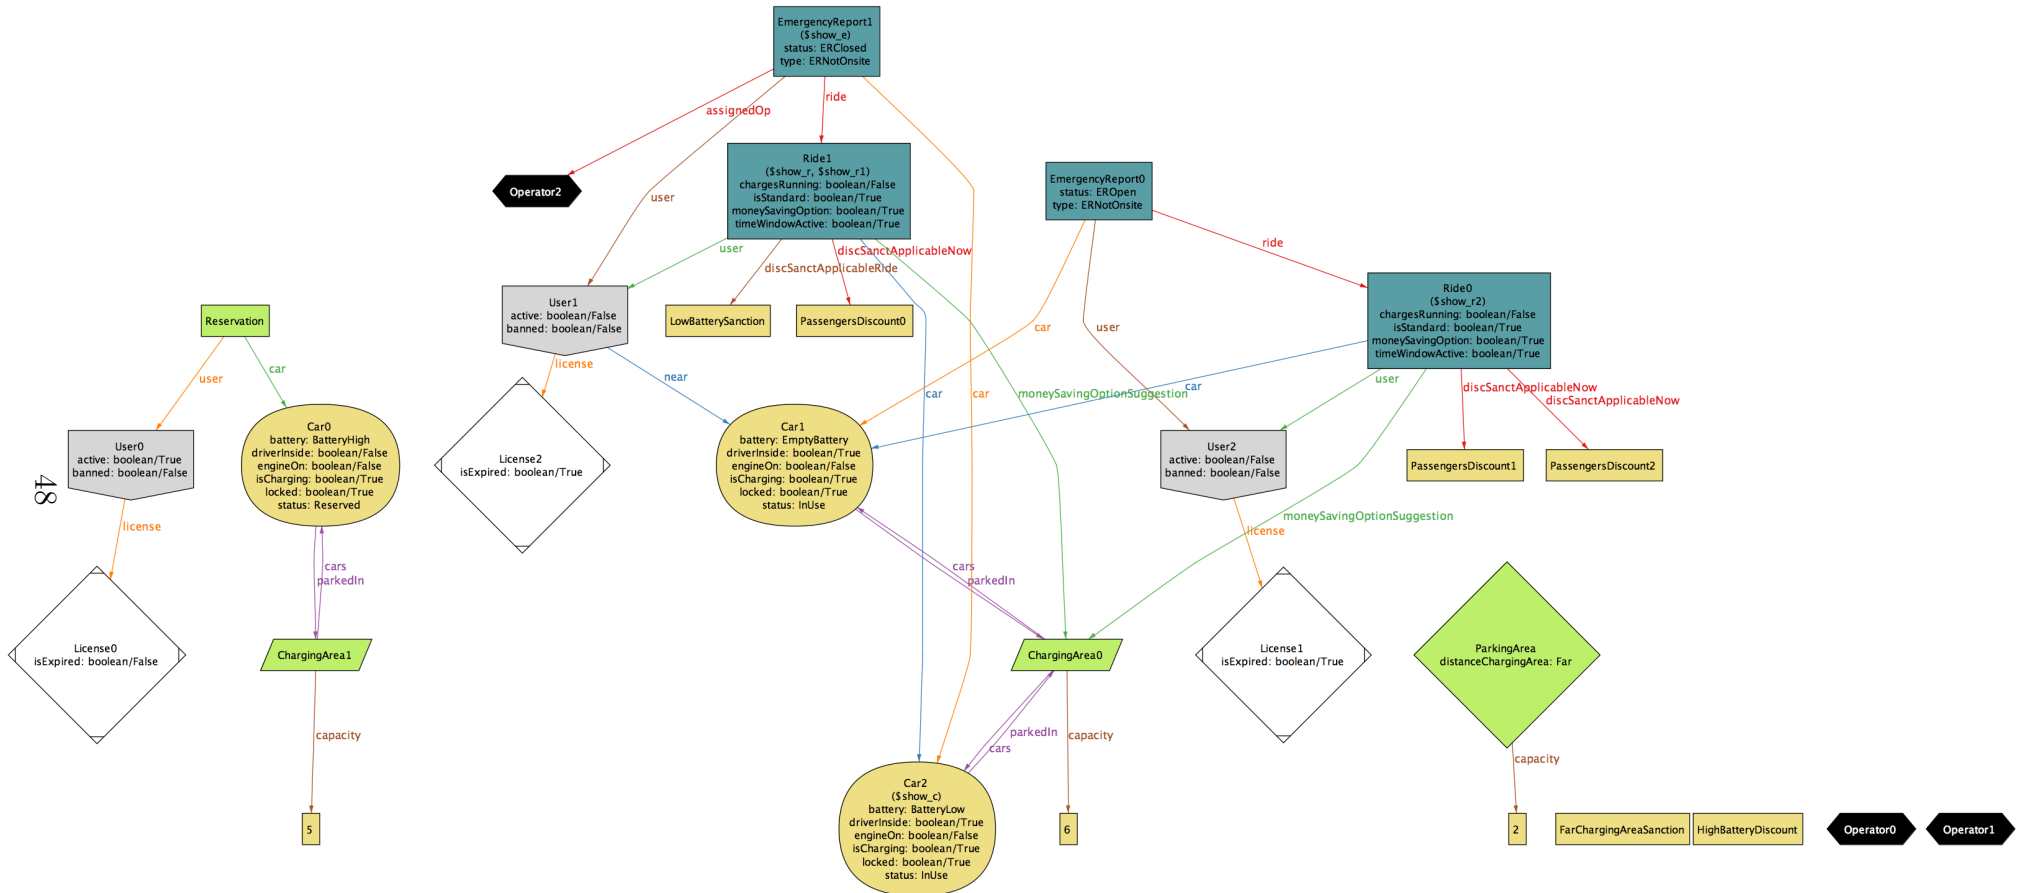 EmergencyReport1
($show_e)
status: ERClosed
type: ERNotOnsite
assignedOp
ride
user
car
Operator2
Ride1
($show_r, $show_r1)
chargesRunning: boolean/False
isStandard: boolean/True
moneySavingOption: boolean/True
timeWindowActive: boolean/True
EmergencyReport0
status: EROpen
type: ERNotOnsite
ride
car
user
user
discSanctApplicableRide
discSanctApplicableNow
car
moneySavingOptionSuggestion
Ride0
($show_r2)
chargesRunning: boolean/False
isStandard: boolean/True
moneySavingOption: boolean/True
timeWindowActive: boolean/True
car
user
discSanctApplicableNow
discSanctApplicableNow
moneySavingOptionSuggestion
Reservation
user
car
User1
active: boolean/False
banned: boolean/False
license
near
LowBatterySanction
PassengersDiscount0
User0
active: boolean/True
banned: boolean/False
license
Car0
battery: BatteryHigh
driverInside: boolean/False
engineOn: boolean/False
isCharging: boolean/True
locked: boolean/True
status: Reserved
cars
parkedIn
License2
isExpired: boolean/True
Car1
battery: EmptyBattery
driverInside: boolean/True
engineOn: boolean/False
isCharging: boolean/True
locked: boolean/True
status: InUse
cars
parkedIn
User2
active: boolean/False
banned: boolean/False
license
PassengersDiscount1
PassengersDiscount2
48
License0
isExpired: boolean/False
ChargingArea1
capacity
5
ChargingArea0
parkedIn
cars
capacity
6
License1
isExpired: boolean/True
ParkingArea
distanceChargingArea: Far
capacity
2
Car2
($show_c)
battery: BatteryLow
driverInside: boolean/True
engineOn: boolean/False
isCharging: boolean/True
locked: boolean/True
status: InUse
FarChargingAreaSanction
HighBatteryDiscount
Operator0
Operator1